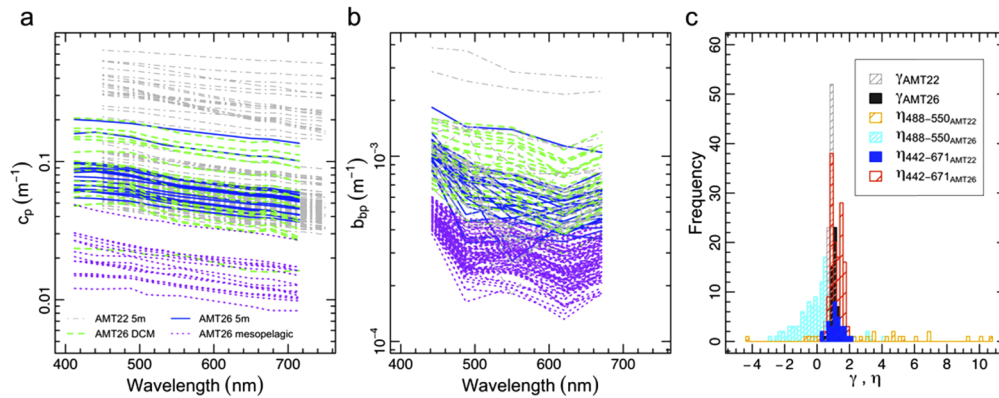 a
b
c
c_p (m⁻¹)
0.1
0.01
AMT22 5m
AMT26 5m
AMT26 DCM
AMT26 mesopelagic
400 500 600 700
Wavelength (nm)
b_bp (m⁻¹)
10⁻³
10⁻⁴
400 500 600 700
Wavelength (nm)
Frequency
60
50
40
30
20
10
0
γAMT22
γAMT26
η488−550AMT22
η488−550AMT26
η442−671AMT22
η442−671AMT26
−4 −2 0 2 4 6 8 10
γ , η